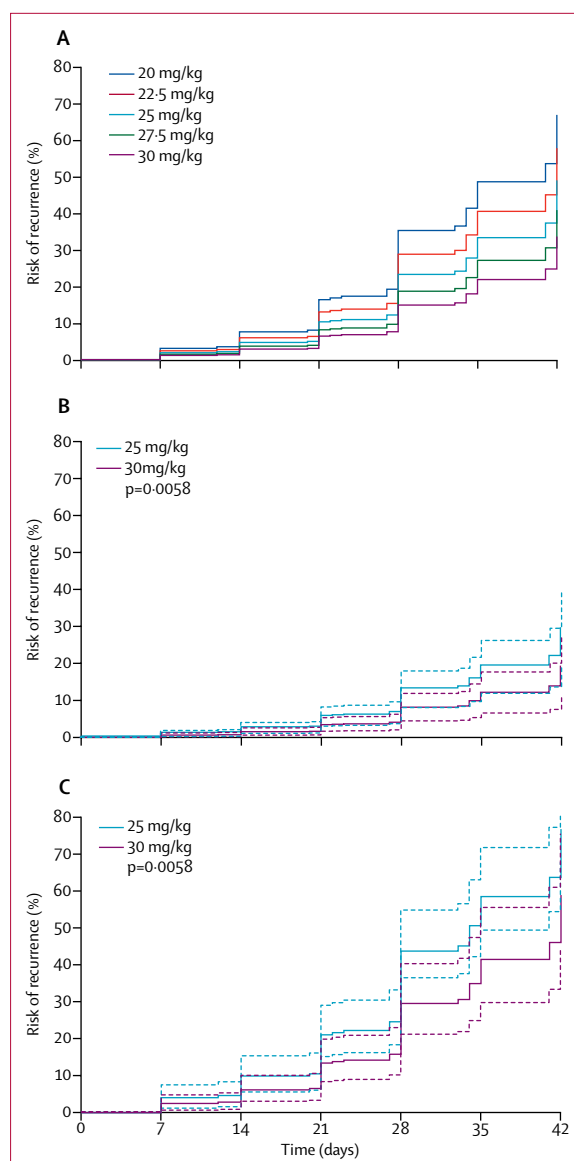 A
80
70
60
50
40
30
20
10
0
Risk of recurrence (%)
20 mg/kg
22·5 mg/kg
25 mg/kg
27·5 mg/kg
30 mg/kg
B
80
70
60
50
40
30
20
10
0
Risk of recurrence (%)
25 mg/kg
30mg/kg
p=0·0058
C
80
70
60
50
40
30
20
10
0
Risk of recurrence (%)
25 mg/kg
30 mg/kg
p=0·0058
0 7 14 21 28 35 42
Time (days)